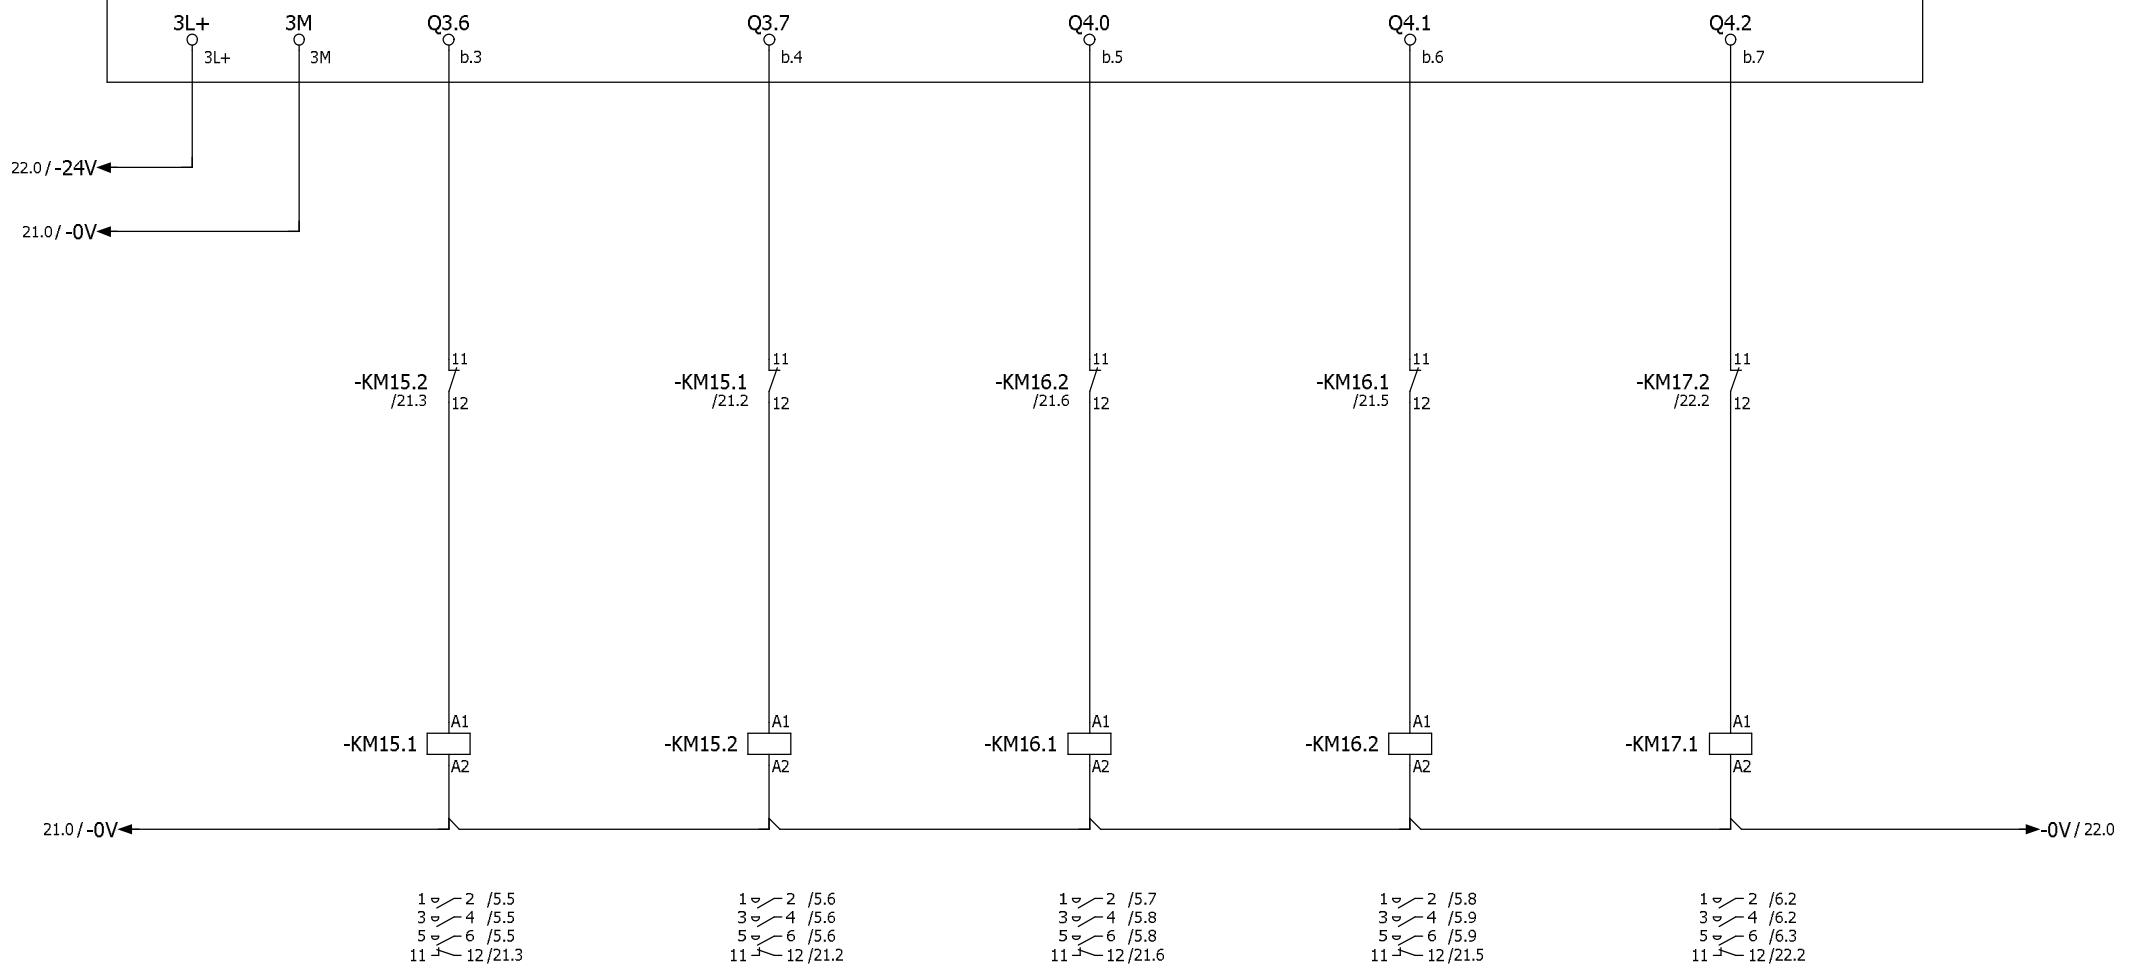 3L+ 3M Q3.6 Q3.7 Q4.0 Q4.1 Q4.2
3L+ 3M b.3 b.4 b.5 b.6 b.7
22.0/ -24V
21.0/ -0V
11 11 11 11 11
-KM15.2 -KM15.1 -KM16.2 -KM16.1 -KM17.2
/21.3 /21.2 /21.6 /21.5 /22.2
12 12 12 12 12
A1 A1 A1 A1 A1
-KM15.1 -KM15.2 -KM16.1 -KM16.2 -KM17.1
A2 A2 A2 A2 A2
21.0/ -0V -0V / 22.0
1 2 /5.5 1 2 /5.6 1 2 /5.7 1 2 /5.8 1 2 /6.2
3 4 /5.5 3 4 /5.6 3 4 /5.8 3 4 /5.9 3 4 /6.2
5 6 /5.5 5 6 /5.6 5 6 /5.8 5 6 /5.9 5 6 /6.3
11 12 /21.3 11 12 /21.2 11 12 /21.6 11 12 /21.5 11 12 /22.2